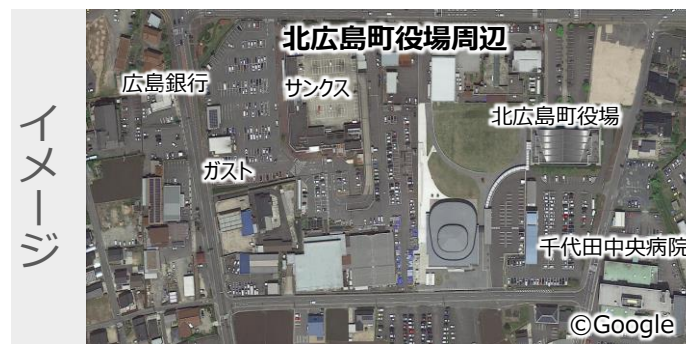 イメージ
北広島町役場周辺
広島銀行
サンクス
北広島町役場
ガスト
千代田中央病院
©Google